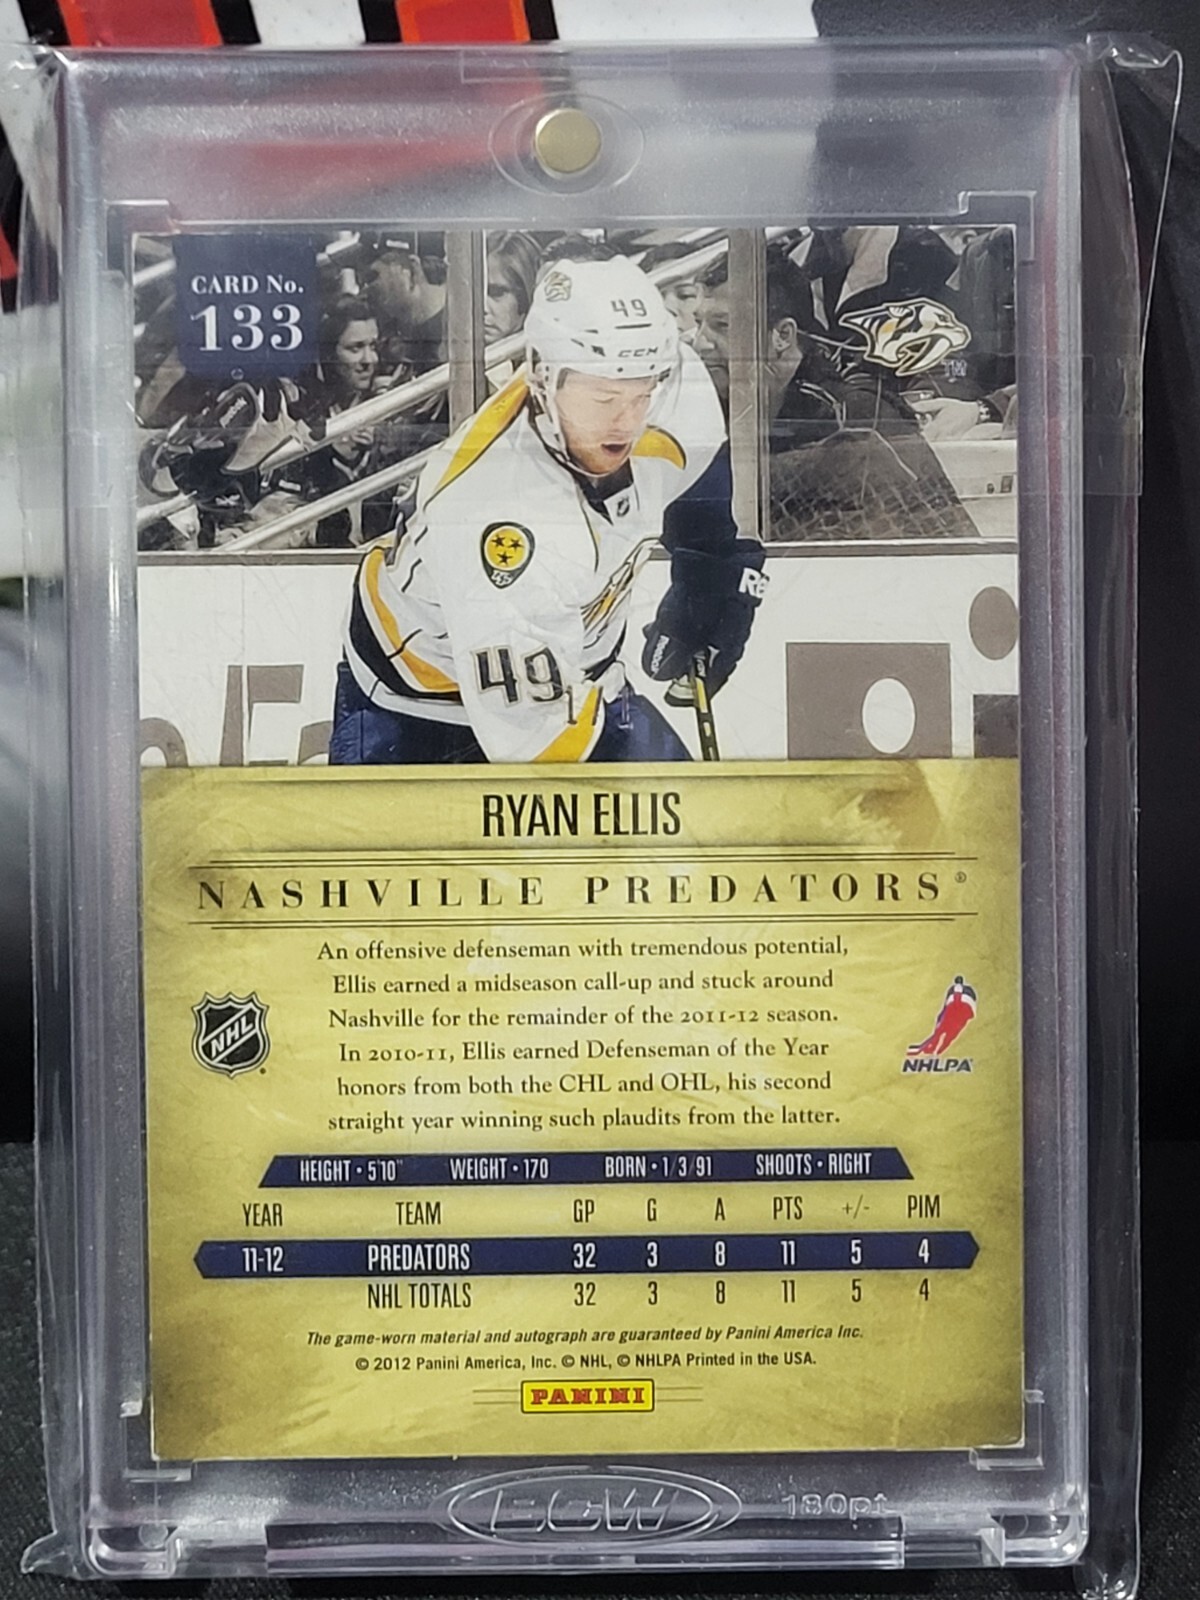 CARD No.
133
49
CCM
TM
Reebok
49
RYAN ELLIS
NASHVILLE PREDATORS®
An offensive defenseman with tremendous potential,
Ellis earned a midseason call-up and stuck around
Nashville for the remainder of the 2011-12 season.
In 2010-11, Ellis earned Defenseman of the Year
honors from both the CHL and OHL, his second
straight year winning such plaudits from the latter.
NHL
NHLPA
HEIGHT • 5'10" WEIGHT • 170 BORN • 1/3/91 SHOOTS • RIGHT
YEAR TEAM GP G A PTS +/- PIM
11-12 PREDATORS 32 3 8 11 5 4
NHL TOTALS 32 3 8 11 5 4
The game-worn material and autograph are guaranteed by Panini America Inc.
© 2012 Panini America, Inc. © NHL, © NHLPA Printed in the USA.
PANINI
ECW 180pt